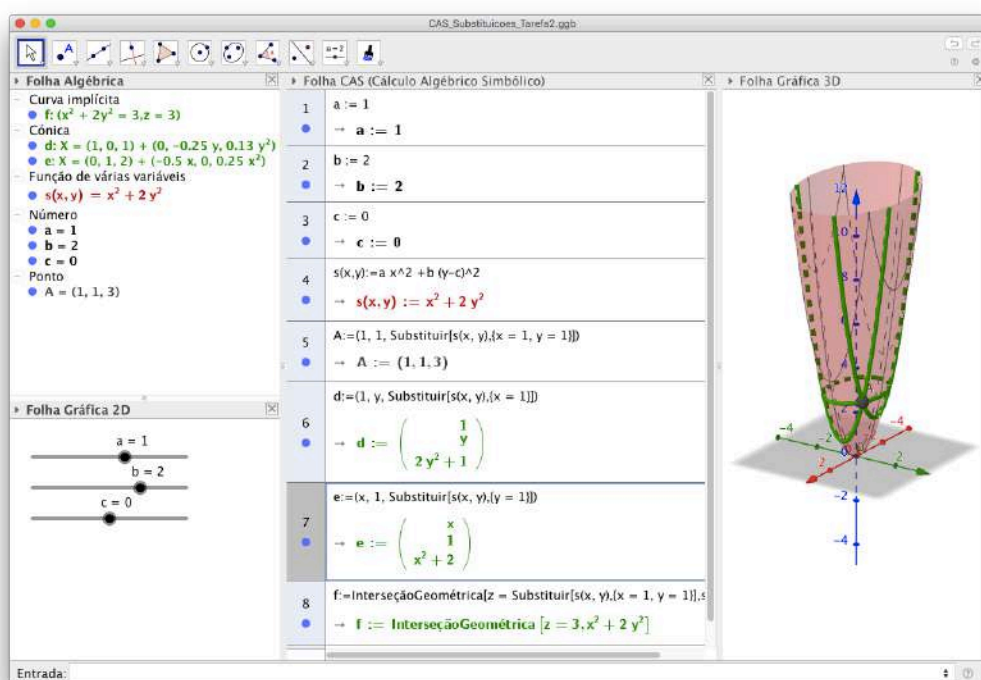 CAS_Substituicoes_Tarefa2.ggb
A
a=2
Folha Algébrica
Curva implícita
f: (x² + 2y² = 3,z = 3)
Cónica
d: X = (1, 0, 1) + (0, -0.25 y, 0.13 y²)
e: X = (0, 1, 2) + (-0.5 x, 0, 0.25 x²)
Função de várias variáveis
s(x,y) = x² + 2 y²
Número
a = 1
b = 2
c = 0
Ponto
A = (1, 1, 3)
Folha Gráfica 2D
a = 1
b = 2
c = 0
Folha CAS (Cálculo Algébrico Simbólico)
1
a := 1
→ a := 1
2
b := 2
→ b := 2
3
c := 0
→ c := 0
4
s(x,y):=a x^2 +b (y-c)^2
→ s(x,y) := x² + 2 y²
5
A:=(1, 1, Substituir[s(x, y),{x = 1, y = 1}])
→ A := (1, 1, 3)
6
d:=(1, y, Substituir[s(x, y),{x = 1}])
→ d := ( 1
y
2 y² + 1 )
7
e:=(x, 1, Substituir[s(x, y),{y = 1}])
→ e := ( x
1
x² + 2 )
8
f:=InterseçãoGeométrica[z = Substituir[s(x, y),{x = 1, y = 1}],s
→ f := InterseçãoGeométrica [z = 3, x² + 2 y²]
Folha Gráfica 3D
12
10
8
6
4
2
0
-4
-4
-2
-2
2
2
-2
-4
Entrada: